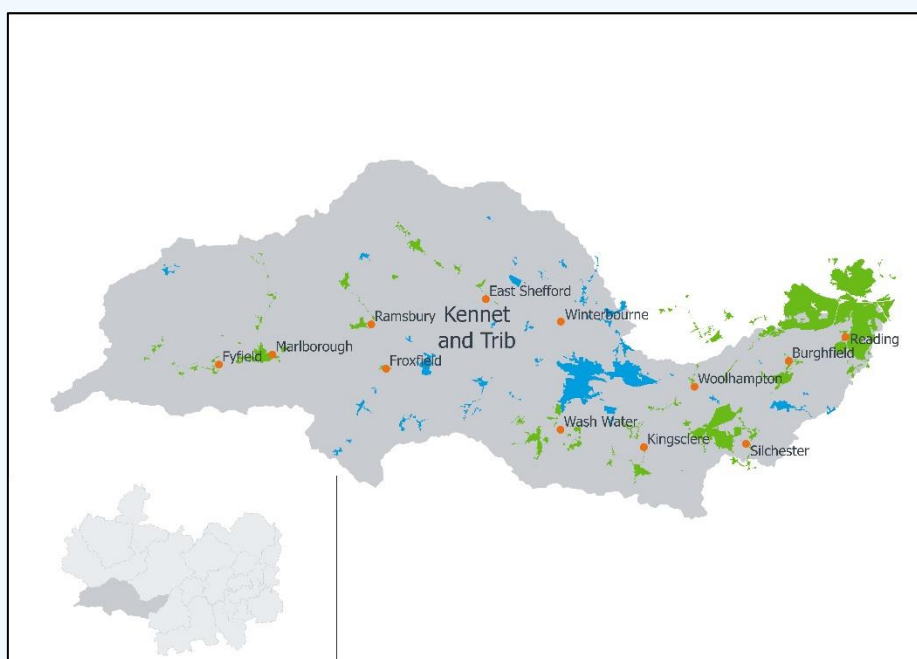 East Shefford
Kennet
and Trib
Ramsbury
Winterbourne
Reading
Marlborough
Burghfield
Fyfield
Froxfield
Woolhampton
Wash Water
Kingsclere
Silchester